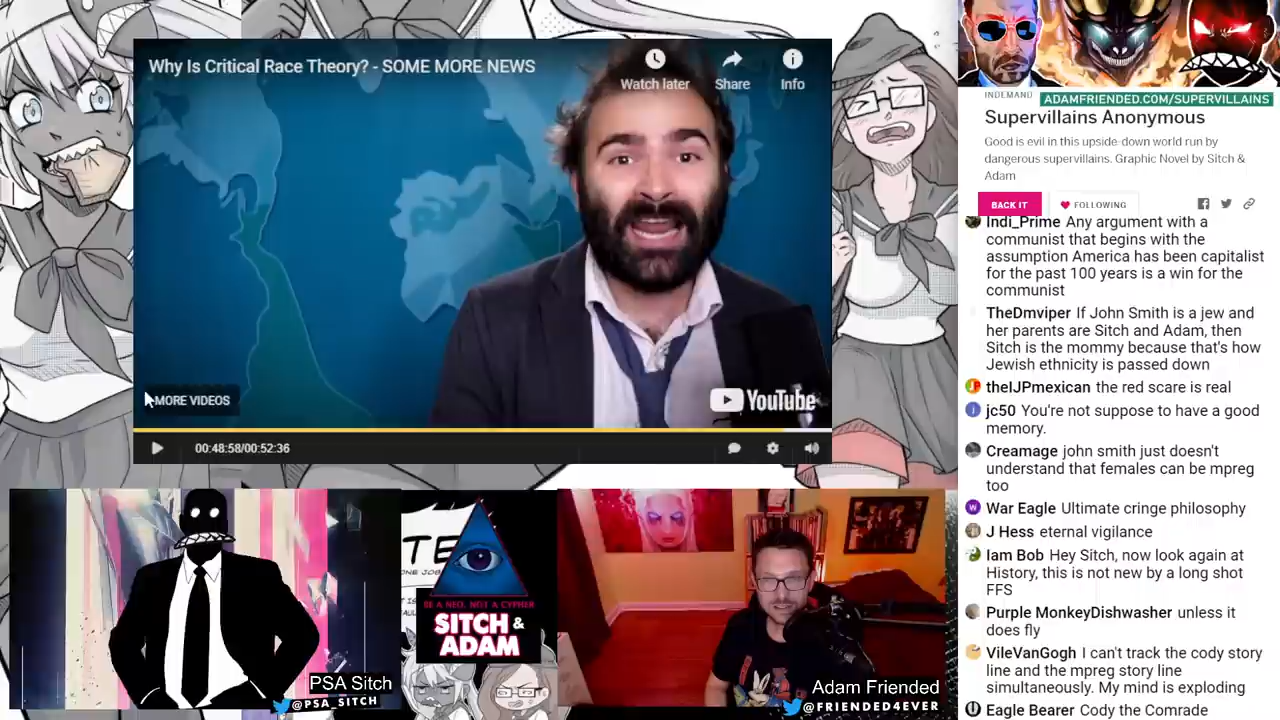 Why Is Critical Race Theory? - SOME MORE NEWS
Watch later
Share
Info
MORE VIDEOS
YouTube
00:48:58/00:52:36
BE A NEO, NOT A CYPHER
SITCH &
ADAM
PSA Sitch
@PSA_SITCH
Adam Friended
@FRIENDED4EVER
INDEMAND
ADAMFRIENDED.COM/SUPERVILLAINS
Supervillains Anonymous
Good is evil in this upside-down world run by
dangerous supervillains. Graphic Novel by Sitch &
Adam
BACK IT
FOLLOWING
Indi_Prime Any argument with a
communist that begins with the
assumption America has been capitalist
for the past 100 years is a win for the
communist
TheDmviper If John Smith is a jew and
her parents are Sitch and Adam, then
Sitch is the mommy because that's how
Jewish ethnicity is passed down
theIJPmexican the red scare is real
jc50 You're not suppose to have a good
memory.
Creamage john smith just doesn't
understand that females can be mpreg
too
War Eagle Ultimate cringe philosophy
J Hess eternal vigilance
Iam Bob Hey Sitch, now look again at
History, this is not new by a long shot
FFS
Purple MonkeyDishwasher unless it
does fly
VileVanGogh I can't track the cody story
line and the mpreg story line
simultaneously. My mind is exploding
Eagle Bearer Cody the Comrade